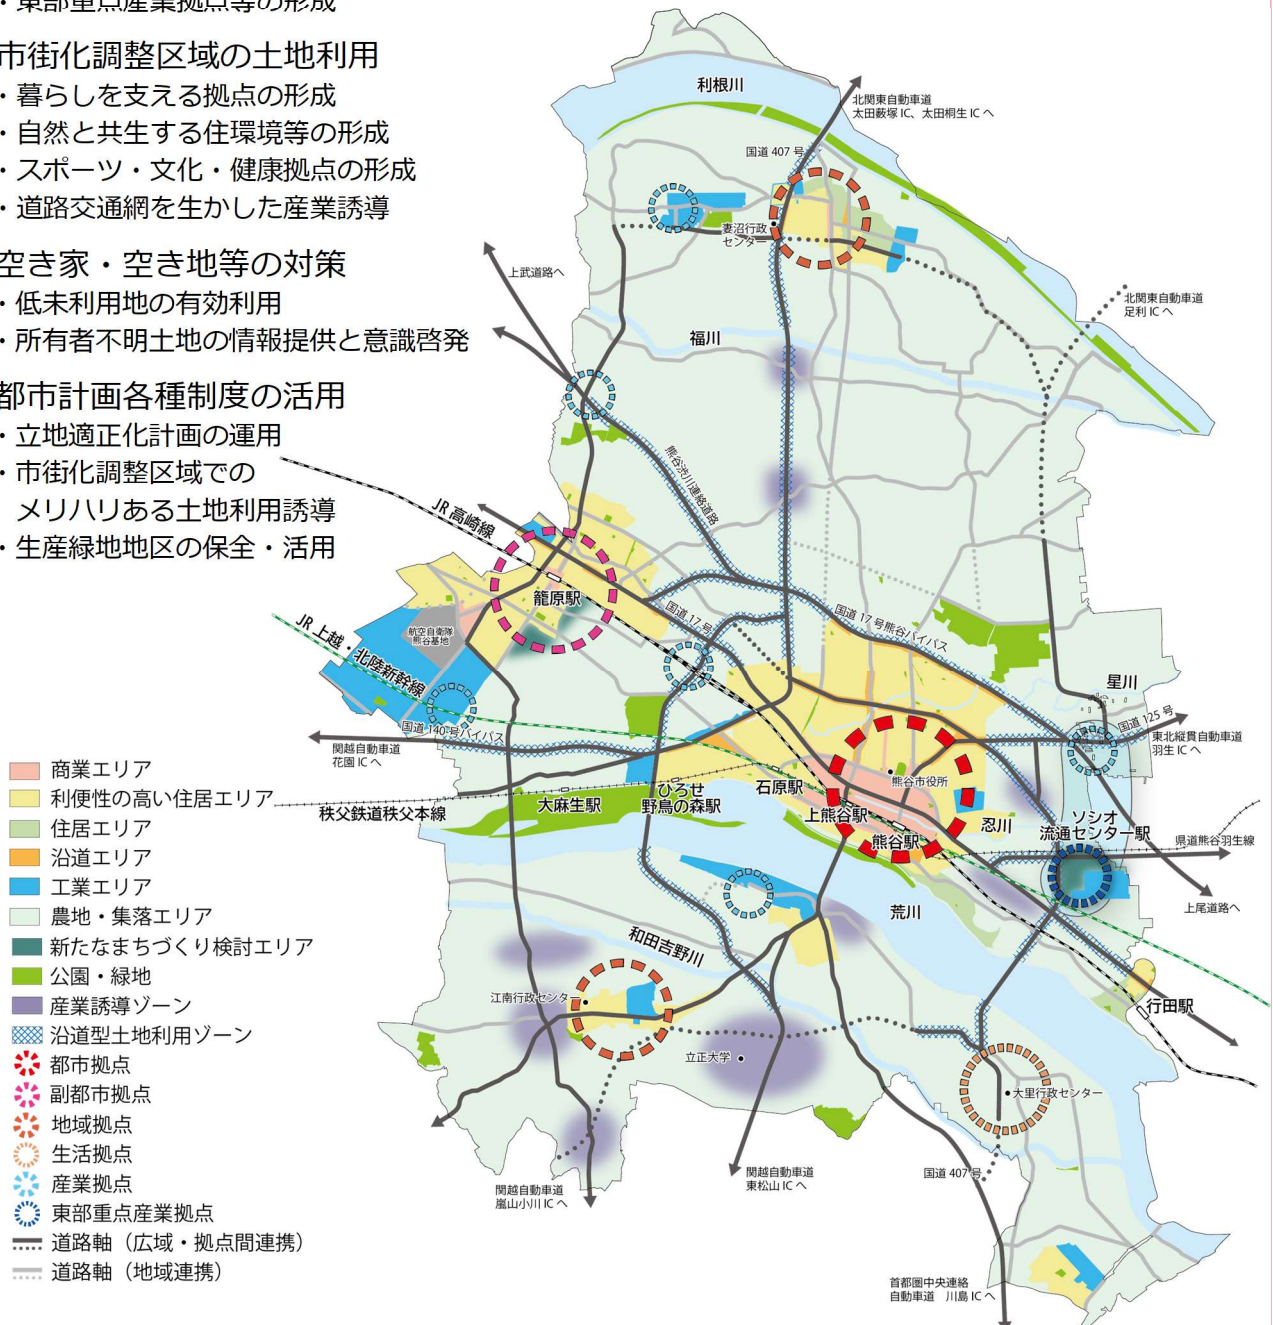 ・東部重点産業拠点等の形成
市街化調整区域の土地利用
・暮らしを支える拠点の形成
・自然と共生する住環境等の形成
・スポーツ・文化・健康拠点の形成
・道路交通網を生かした産業誘導
空き家・空き地等の対策
・低未利用地の有効利用
・所有者不明土地の情報提供と意識啓発
都市計画各種制度の活用
・立地適正化計画の運用
・市街化調整区域での
メリハリある土地利用誘導
・生産緑地地区の保全・活用
利根川
北関東自動車道
太田藪塚 IC、太田桐生 IC へ
国道 407 号
妻沼行政
センター
上武道路へ
北関東自動車道
足利 IC へ
福川
熊谷渋川連絡道路
JR 高崎線
籠原駅
国道 17 号
国道 17 号熊谷バイパス
航空自衛隊
熊谷基地
JR 上越・北陸新幹線
星川
国道 125 号
国道 140 号バイパス
関越自動車道
花園 IC へ
東北縦貫自動車道
羽生 IC へ
熊谷市役所
石原駅
ひろせ
野鳥の森駅
大麻生駅
秩父鉄道秩父本線
上熊谷駅
熊谷駅
忍川
ソシオ
流通センター駅
県道熊谷羽生線
上尾道路へ
荒川
和田吉野川
江南行政センター
行田駅
立正大学
大里行政センター
関越自動車道
嵐山小川 IC へ
関越自動車道
東松山 IC へ
国道 407 号
首都圏中央連絡
自動車道　川島 IC へ
商業エリア
利便性の高い住居エリア
住居エリア
沿道エリア
工業エリア
農地・集落エリア
新たなまちづくり検討エリア
公園・緑地
産業誘導ゾーン
沿道型土地利用ゾーン
都市拠点
副都市拠点
地域拠点
生活拠点
産業拠点
東部重点産業拠点
道路軸（広域・拠点間連携）
道路軸（地域連携）